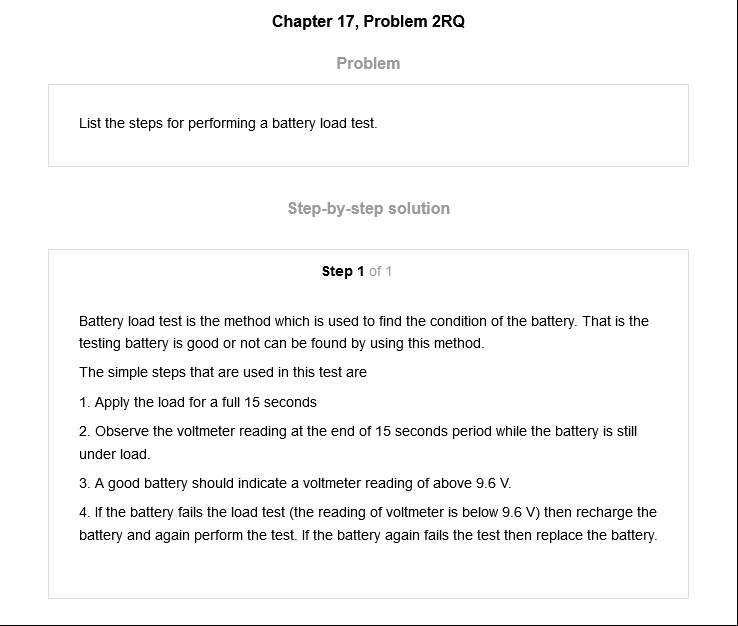 Chapter 17, Problem 2RQ
Problem
List the steps for performing a battery load test.
Step-by-step solution
Step 1 of 1
Battery load test is the method which is used to find the condition of the battery. That is the
testing battery is good or not can be found by using this method.
The simple steps that are used in this test are
1. Apply the load for a full 15 seconds
2. Observe the voltmeter reading at the end of 15 seconds period while the battery is still
under load.
3. A good battery should indicate a voltmeter reading of above 9.6 V.
4. If the battery fails the load test (the reading of voltmeter is below 9.6 V) then recharge the
battery and again perform the test. If the battery again fails the test then replace the battery.